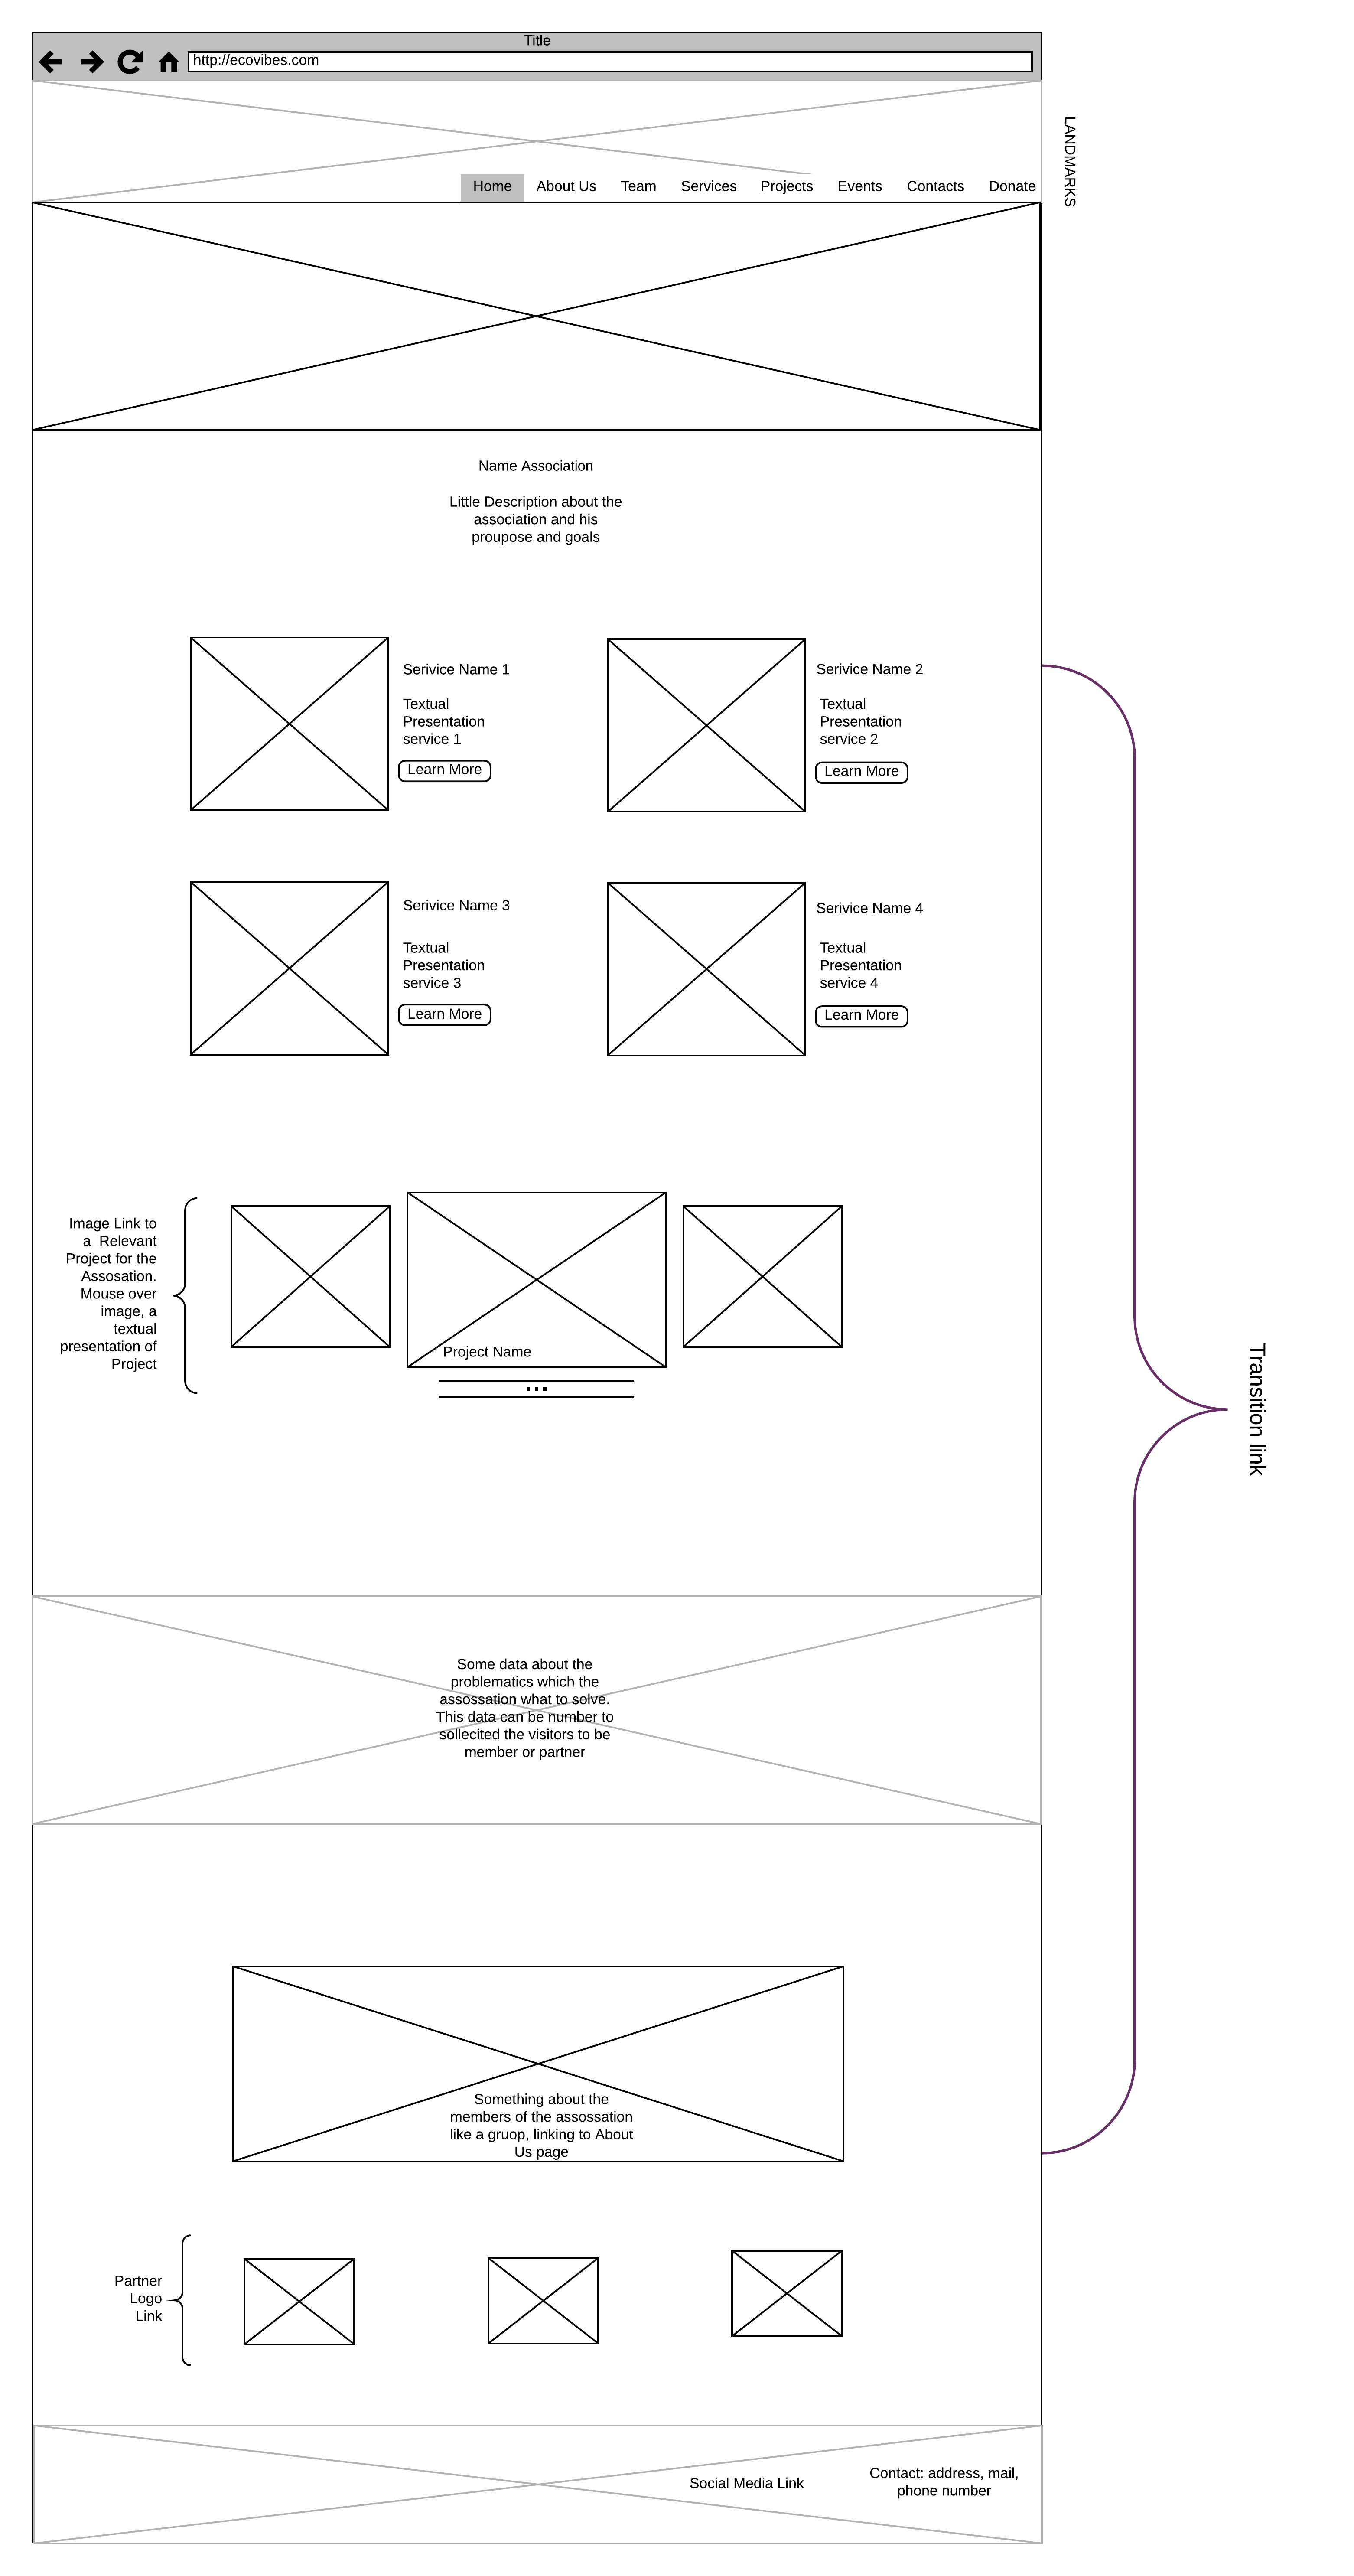 Title
http://ecovibes.com
LANDMARKS
Home About Us Team Services Projects Events Contacts Donate
Name Association
Little Description about the
association and his
proupose and goals
Serivice Name 1
Textual
Presentation
service 1
Learn More
Serivice Name 2
Textual
Presentation
service 2
Learn More
Serivice Name 3
Textual
Presentation
service 3
Learn More
Serivice Name 4
Textual
Presentation
service 4
Learn More
Image Link to
a Relevant
Project for the
Assosation.
Mouse over
image, a
textual
presentation of
Project
Project Name
...
Transition link
Some data about the
problematics which the
assossation what to solve.
This data can be number to
sollecited the visitors to be
member or partner
Something about the
members of the assossation
like a gruop, linking to About
Us page
Partner
Logo
Link
Social Media Link
Contact: address, mail,
phone number